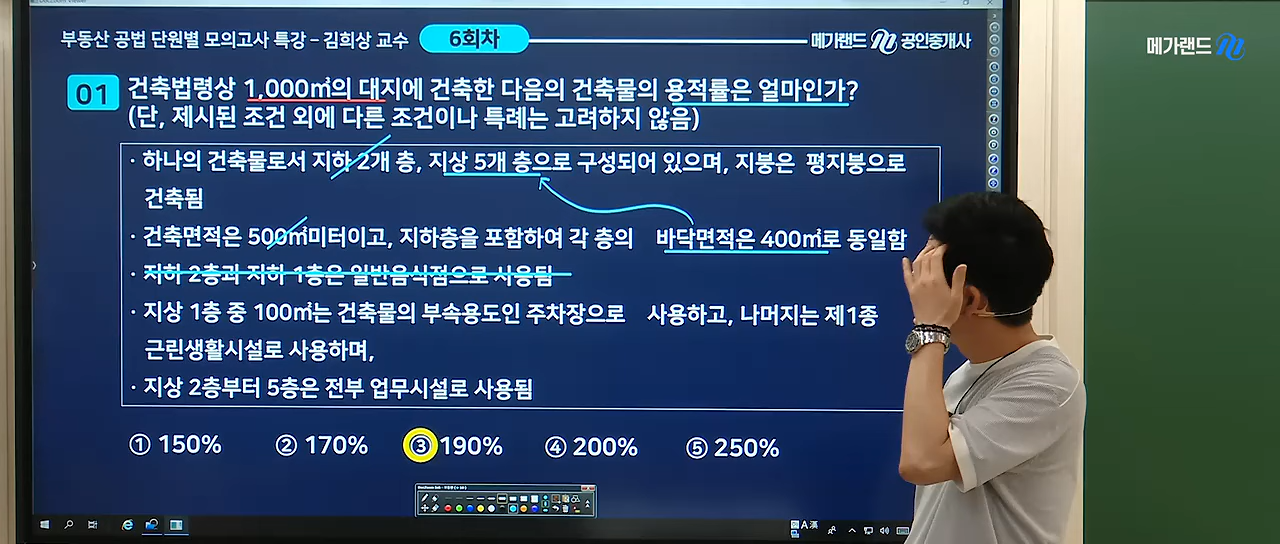 부동산 공법 단원별 모의고사 특강 – 김희상 교수
6회차
메가랜드 공인중개사
메가랜드
01 건축법령상 1,000㎡의 대지에 건축한 다음의 건축물의 용적률은 얼마인가?
(단, 제시된 조건 외에 다른 조건이나 특례는 고려하지 않음)
· 하나의 건축물로서 지하 2개 층, 지상 5개 층으로 구성되어 있으며, 지붕은 평지붕으로
건축됨
· 건축면적은 500㎡미터이고, 지하층을 포함하여 각 층의 바닥면적은 400㎡로 동일함
· 지하 2층과 지하 1층은 일반음식점으로 사용됨
· 지상 1층 중 100㎡는 건축물의 부속용도인 주차장으로 사용하고, 나머지는 제1종
근린생활시설로 사용하며,
· 지상 2층부터 5층은 전부 업무시설로 사용됨
① 150% ② 170% ③ 190% ④ 200% ⑤ 250%
A 漢